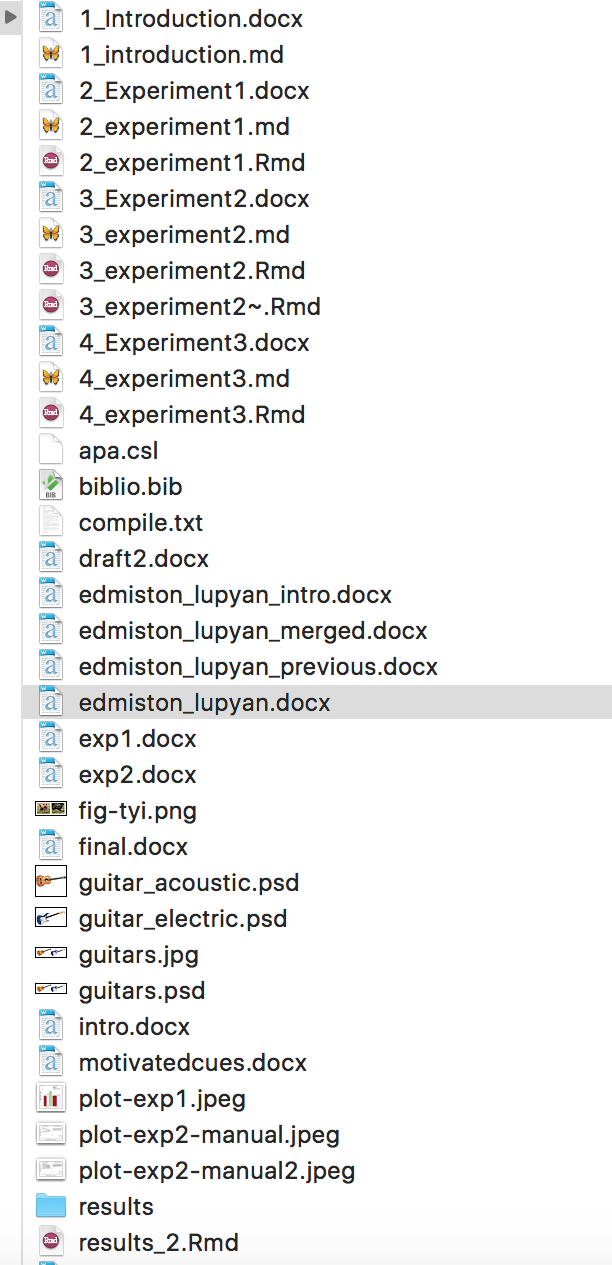 1_Introduction.docx
1_introduction.md
2_Experiment1.docx
2_experiment1.md
2_experiment1.Rmd
3_Experiment2.docx
3_experiment2.md
3_experiment2.Rmd
3_experiment2~.Rmd
4_Experiment3.docx
4_experiment3.md
4_experiment3.Rmd
apa.csl
biblio.bib
compile.txt
draft2.docx
edmiston_lupyan_intro.docx
edmiston_lupyan_merged.docx
edmiston_lupyan_previous.docx
edmiston_lupyan.docx
exp1.docx
exp2.docx
fig-tyi.png
final.docx
guitar_acoustic.psd
guitar_electric.psd
guitars.jpg
guitars.psd
intro.docx
motivatedcues.docx
plot-exp1.jpeg
plot-exp2-manual.jpeg
plot-exp2-manual2.jpeg
results
results_2.Rmd